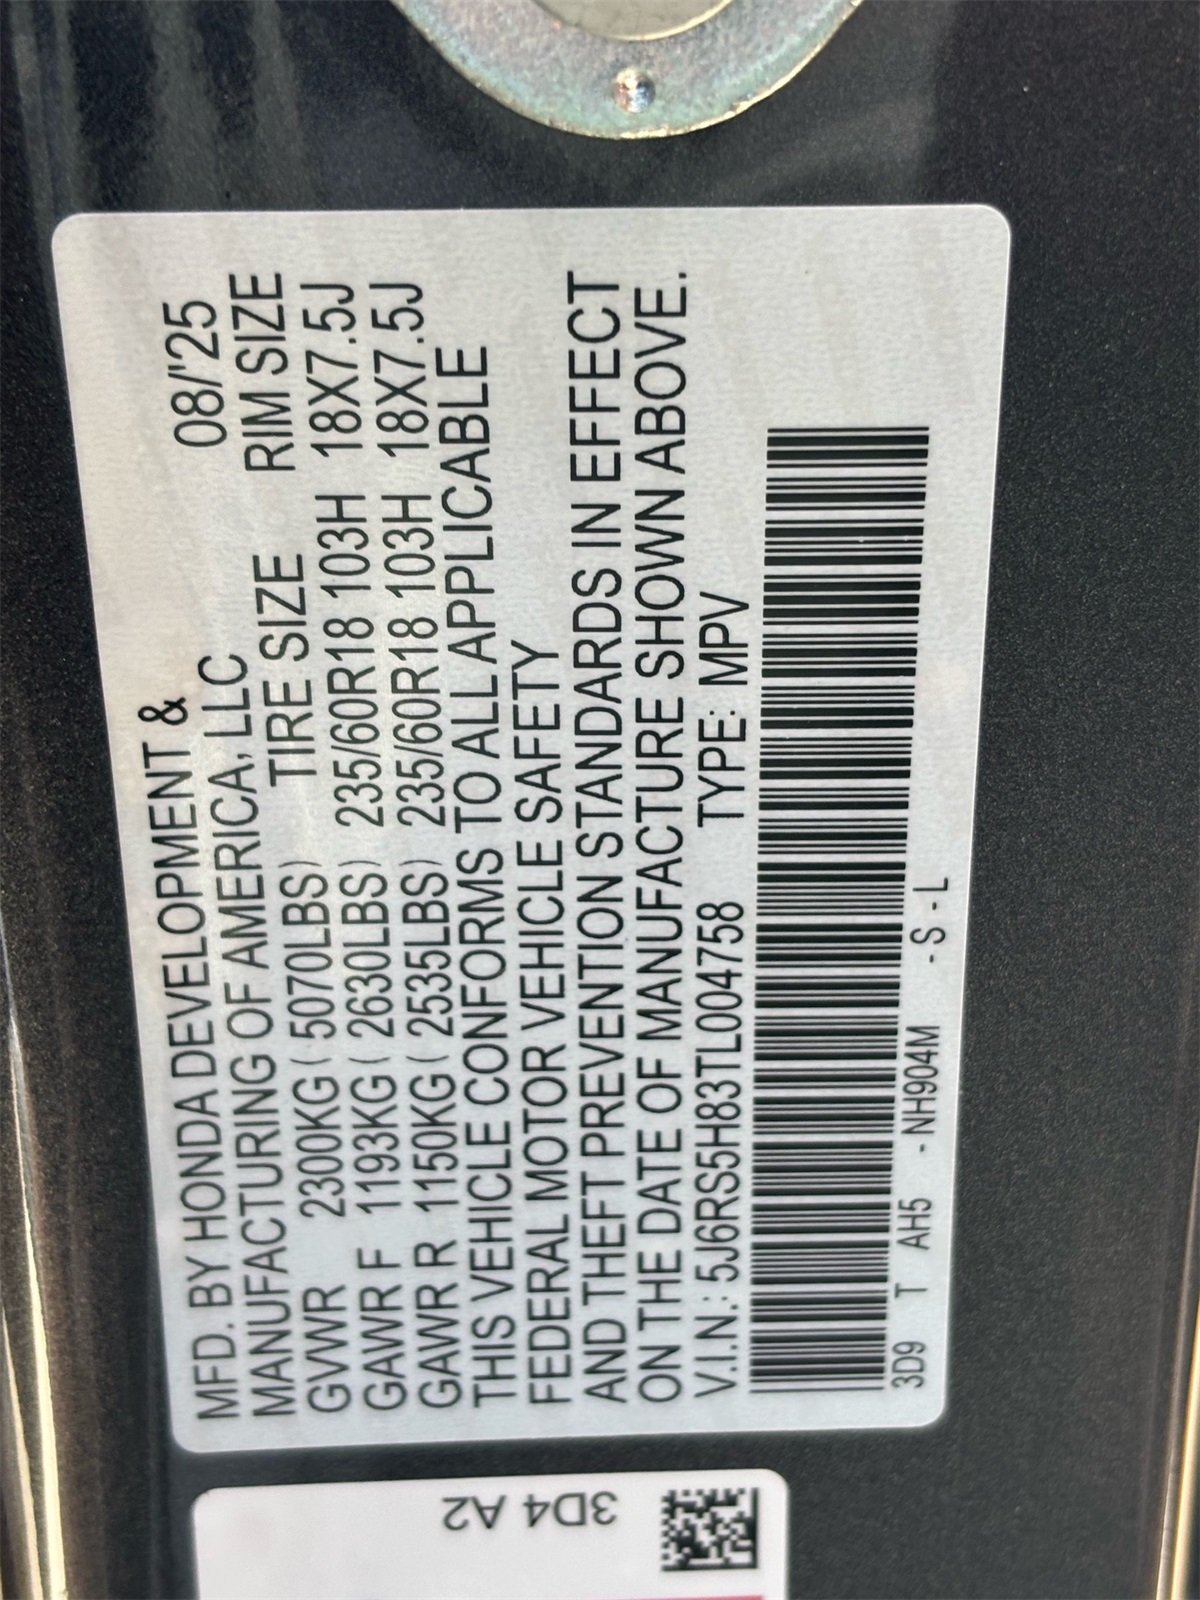 MFD. BY HONDA DEVELOPMENT &
MANUFACTURING OF AMERICA, LLC 08/'25
GVWR TIRE SIZE RIM SIZE
2300KG ( 5070LBS)
GAWR F 1193KG ( 2630LBS) 235/60R18 103H 18X7.5J
GAWR R 1150KG ( 2535LBS) 235/60R18 103H 18X7.5J
THIS VEHICLE CONFORMS TO ALL APPLICABLE
FEDERAL MOTOR VEHICLE SAFETY
AND THEFT PREVENTION STANDARDS IN EFFECT
ON THE DATE OF MANUFACTURE SHOWN ABOVE.
V.I.N.: 5J6RS5H83TL004758 TYPE: MPV
3D9 T AH5 - NH904M - S - L
3D4 A2